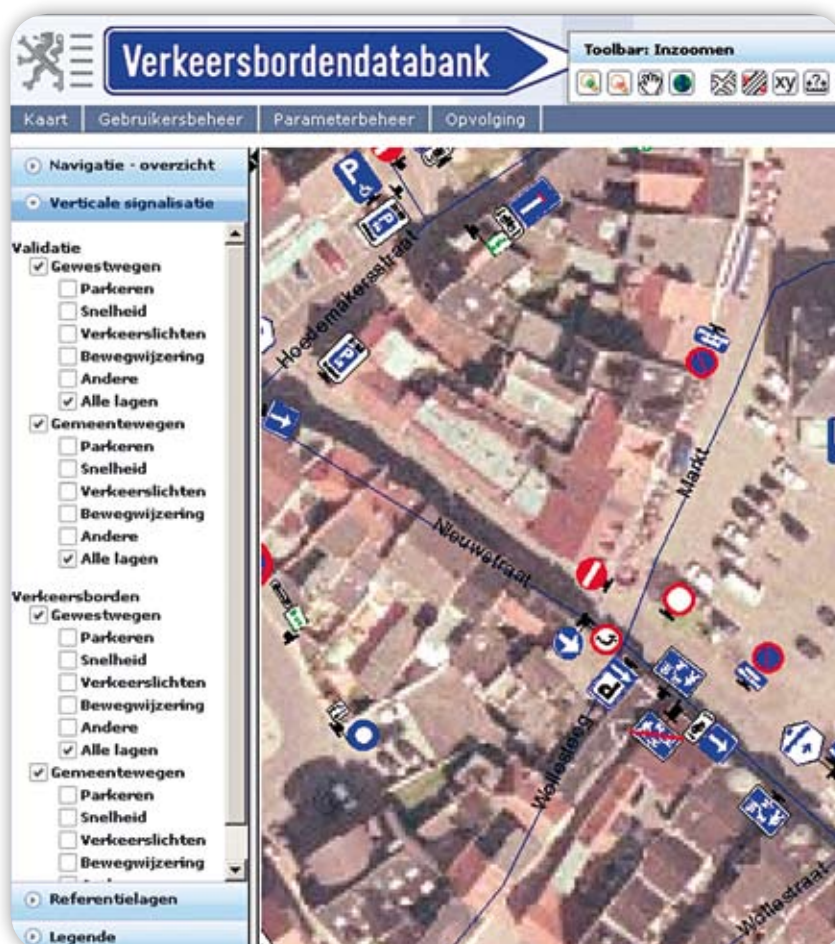 Verkeersbordendatabank
Toolbar: Inzoomen
xy
Kaart
Gebruikersbeheer
Parameterbeheer
Opvolging
Navigatie - overzicht
Verticale signalisatie
Validatie
Gewestwegen
Parkeren
Snelheid
Verkeerslichten
Bewegwijzering
Andere
Alle lagen
Gemeentewegen
Parkeren
Snelheid
Verkeerslichten
Bewegwijzering
Andere
Alle lagen
Verkeersborden
Gewestwegen
Parkeren
Snelheid
Verkeerslichten
Bewegwijzering
Andere
Alle lagen
Gemeentewegen
Parkeren
Snelheid
Verkeerslichten
Bewegwijzering
Referentielagen
Legende
P
P
Hoedemakersstraat
P
Markt
Nieuwstraat
P
Wollesteeg
Wollestraat